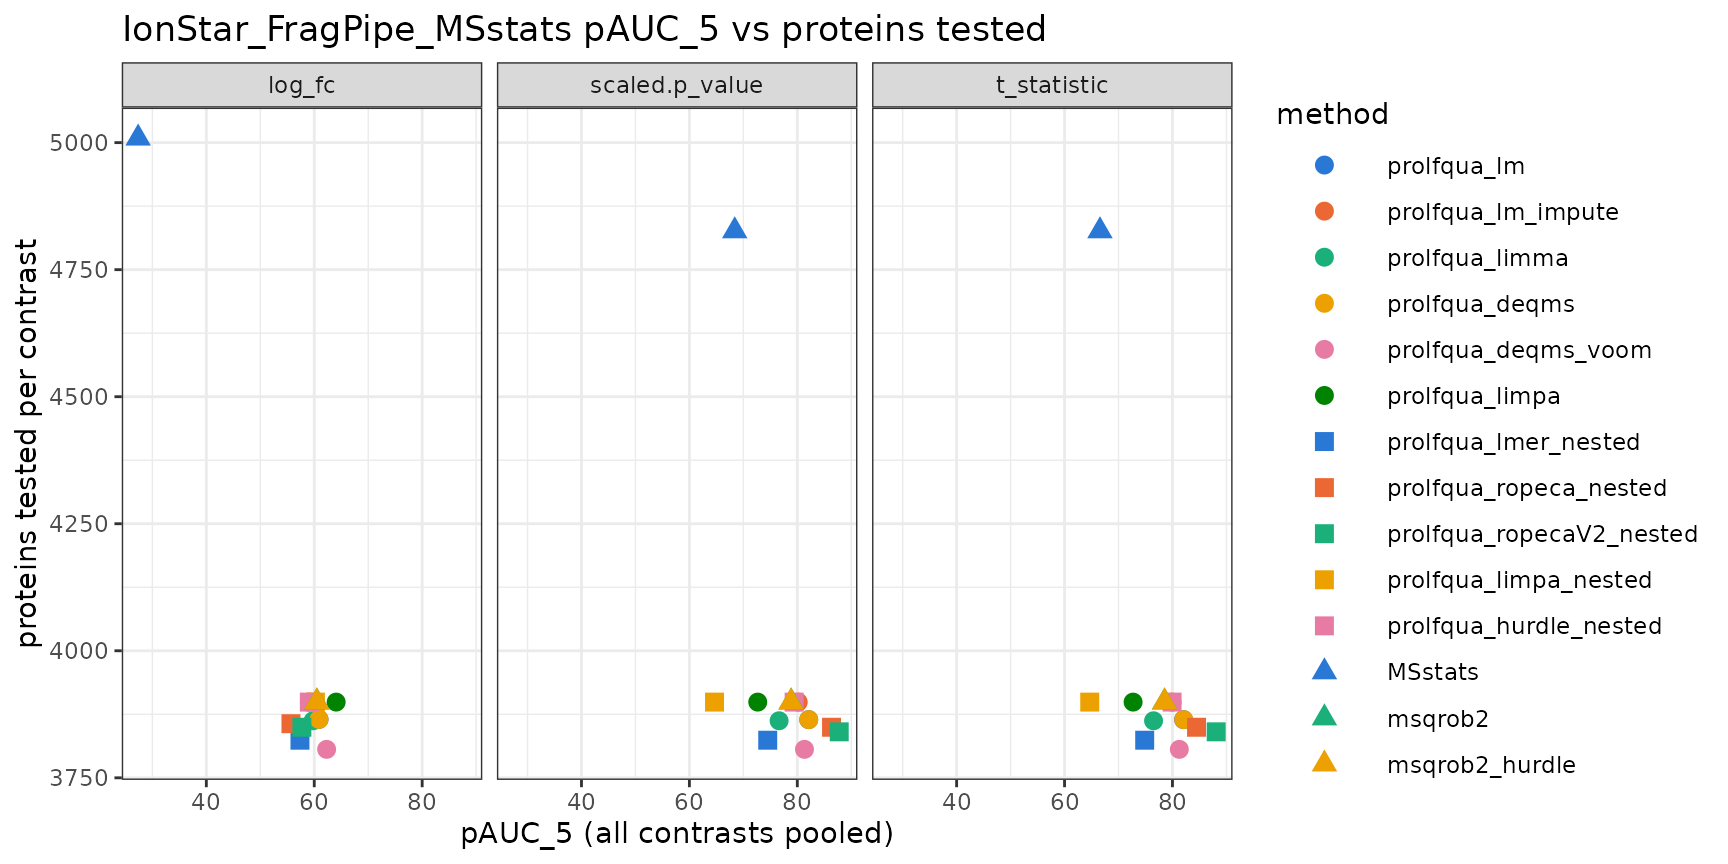 IonStar_FragPipe_MSstats pAUC_5 vs proteins tested
log_fc
scaled.p_value
t_statistic
proteins tested per contrast
5000
4750
4500
4250
4000
3750
40 60 80
40 60 80
40 60 80
pAUC_5 (all contrasts pooled)
method
prolfqua_lm
prolfqua_lm_impute
prolfqua_limma
prolfqua_deqms
prolfqua_deqms_voom
prolfqua_limpa
prolfqua_lmer_nested
prolfqua_ropeca_nested
prolfqua_ropecaV2_nested
prolfqua_limpa_nested
prolfqua_hurdle_nested
MSstats
msqrob2
msqrob2_hurdle